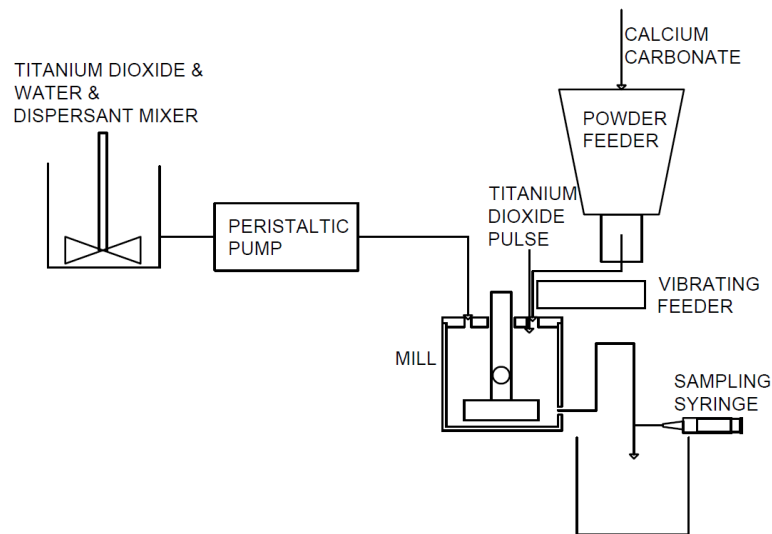 TITANIUM DIOXIDE &
WATER &
DISPERSANT MIXER
PERISTALTIC
PUMP
CALCIUM
CARBONATE
POWDER
FEEDER
TITANIUM
DIOXIDE
PULSE
VIBRATING
FEEDER
MILL
SAMPLING
SYRINGE